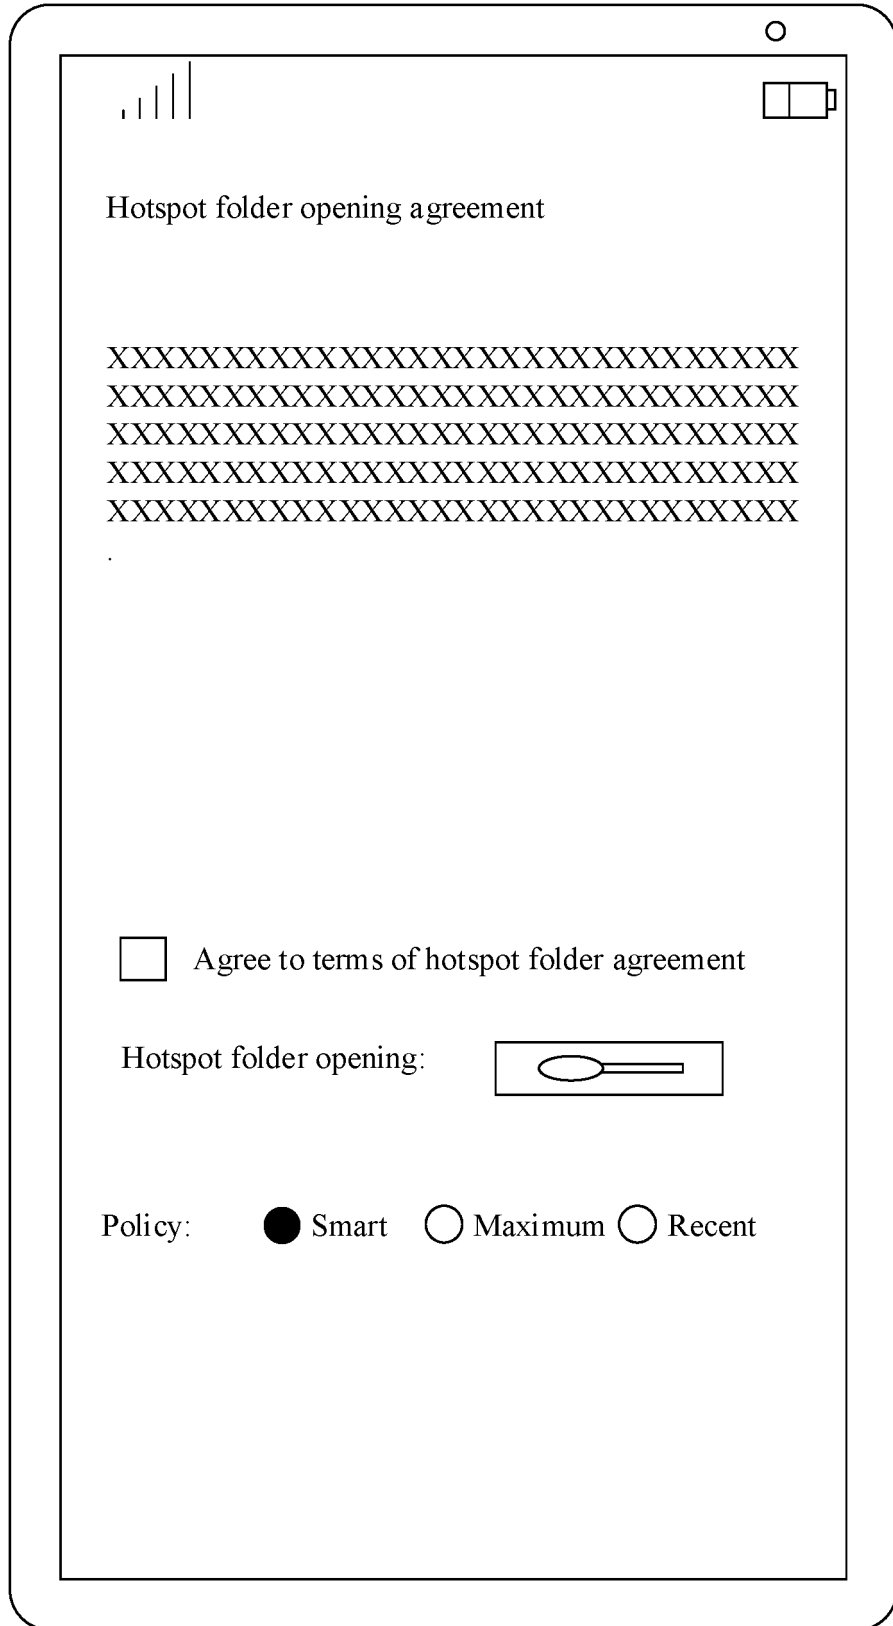 Hotspot folder opening agreement
XXXXXXXXXXXXXXXXXXXXXXXXXXXXXX
XXXXXXXXXXXXXXXXXXXXXXXXXXXXXX
XXXXXXXXXXXXXXXXXXXXXXXXXXXXXX
XXXXXXXXXXXXXXXXXXXXXXXXXXXXXX
XXXXXXXXXXXXXXXXXXXXXXXXXXXXXX
.
Agree to terms of hotspot folder agreement
Hotspot folder opening:
Policy: Smart Maximum Recent